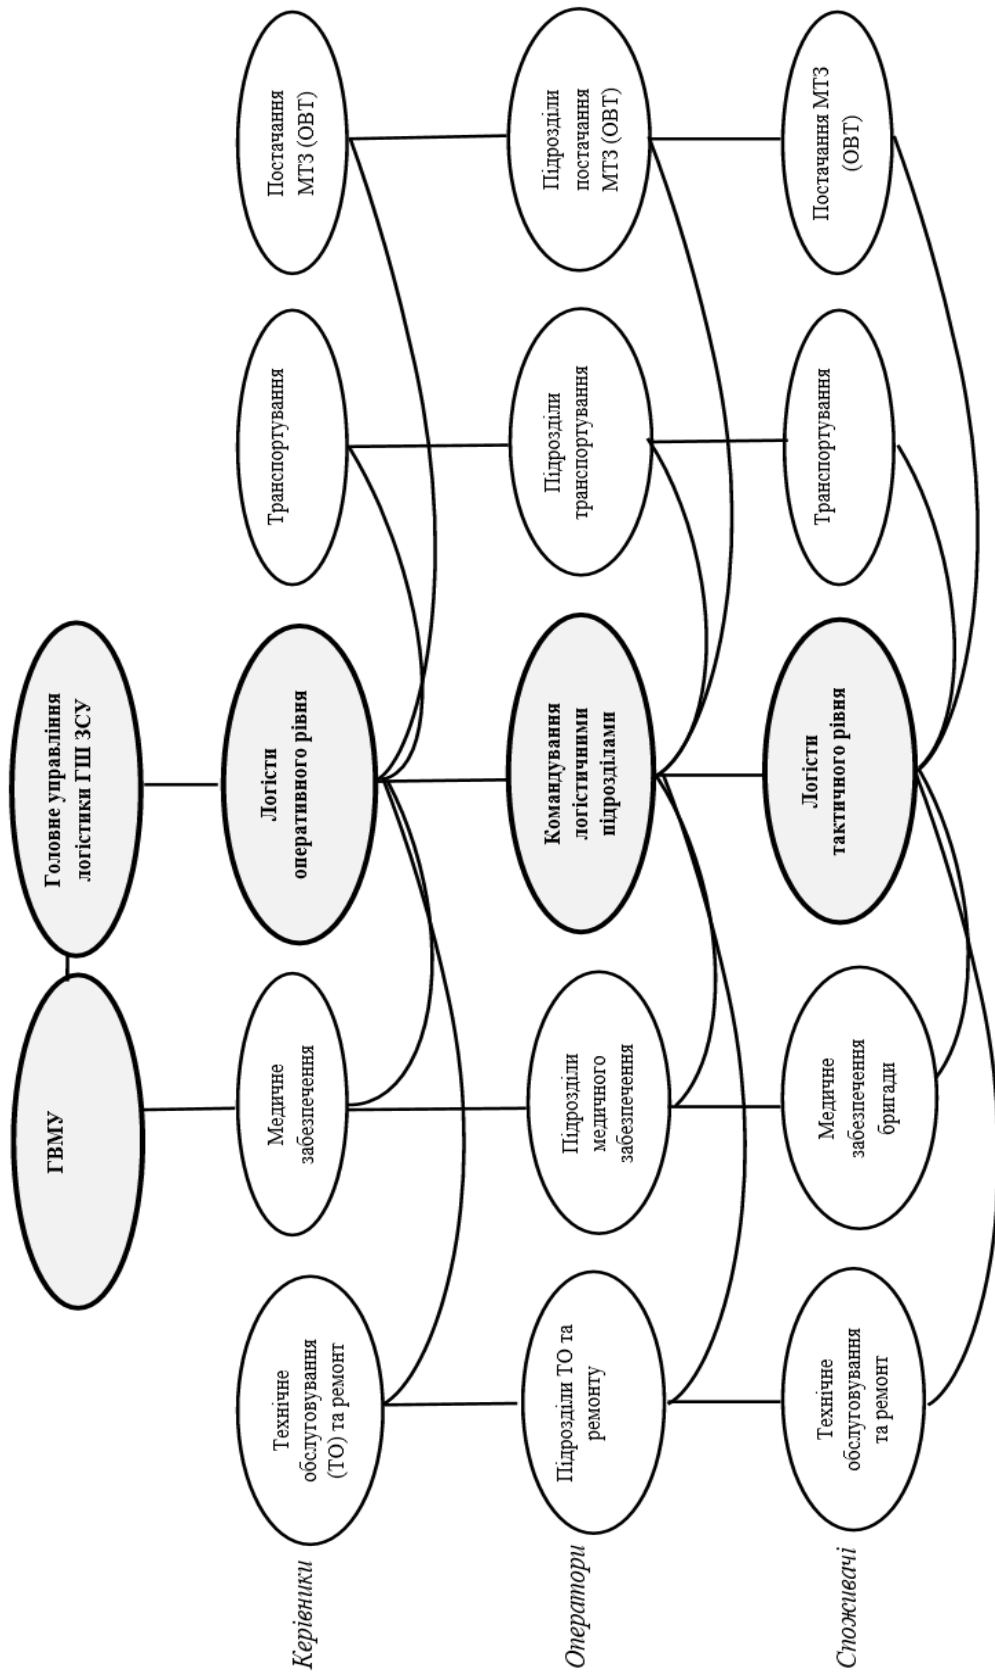 ГВМУ
Головне управління
логістики ГШ ЗСУ
Керівники
Технічне
обслуговування
(ТО) та ремонт
Медичне
забезпечення
Логісти
оперативного рівня
Транспортування
Постачання
МТЗ (ОВТ)
Оператори
Підрозділи ТО та
ремонту
Підрозділи
медичного
забезпечення
Командування
логістичними
підрозділами
Підрозділи
транспортування
Підрозділи
постачання
МТЗ (ОВТ)
Споживачі
Технічне
обслуговування
та ремонт
Медичне
забезпечення
бригади
Логісти
тактичного рівня
Транспортування
Постачання МТЗ
(ОВТ)